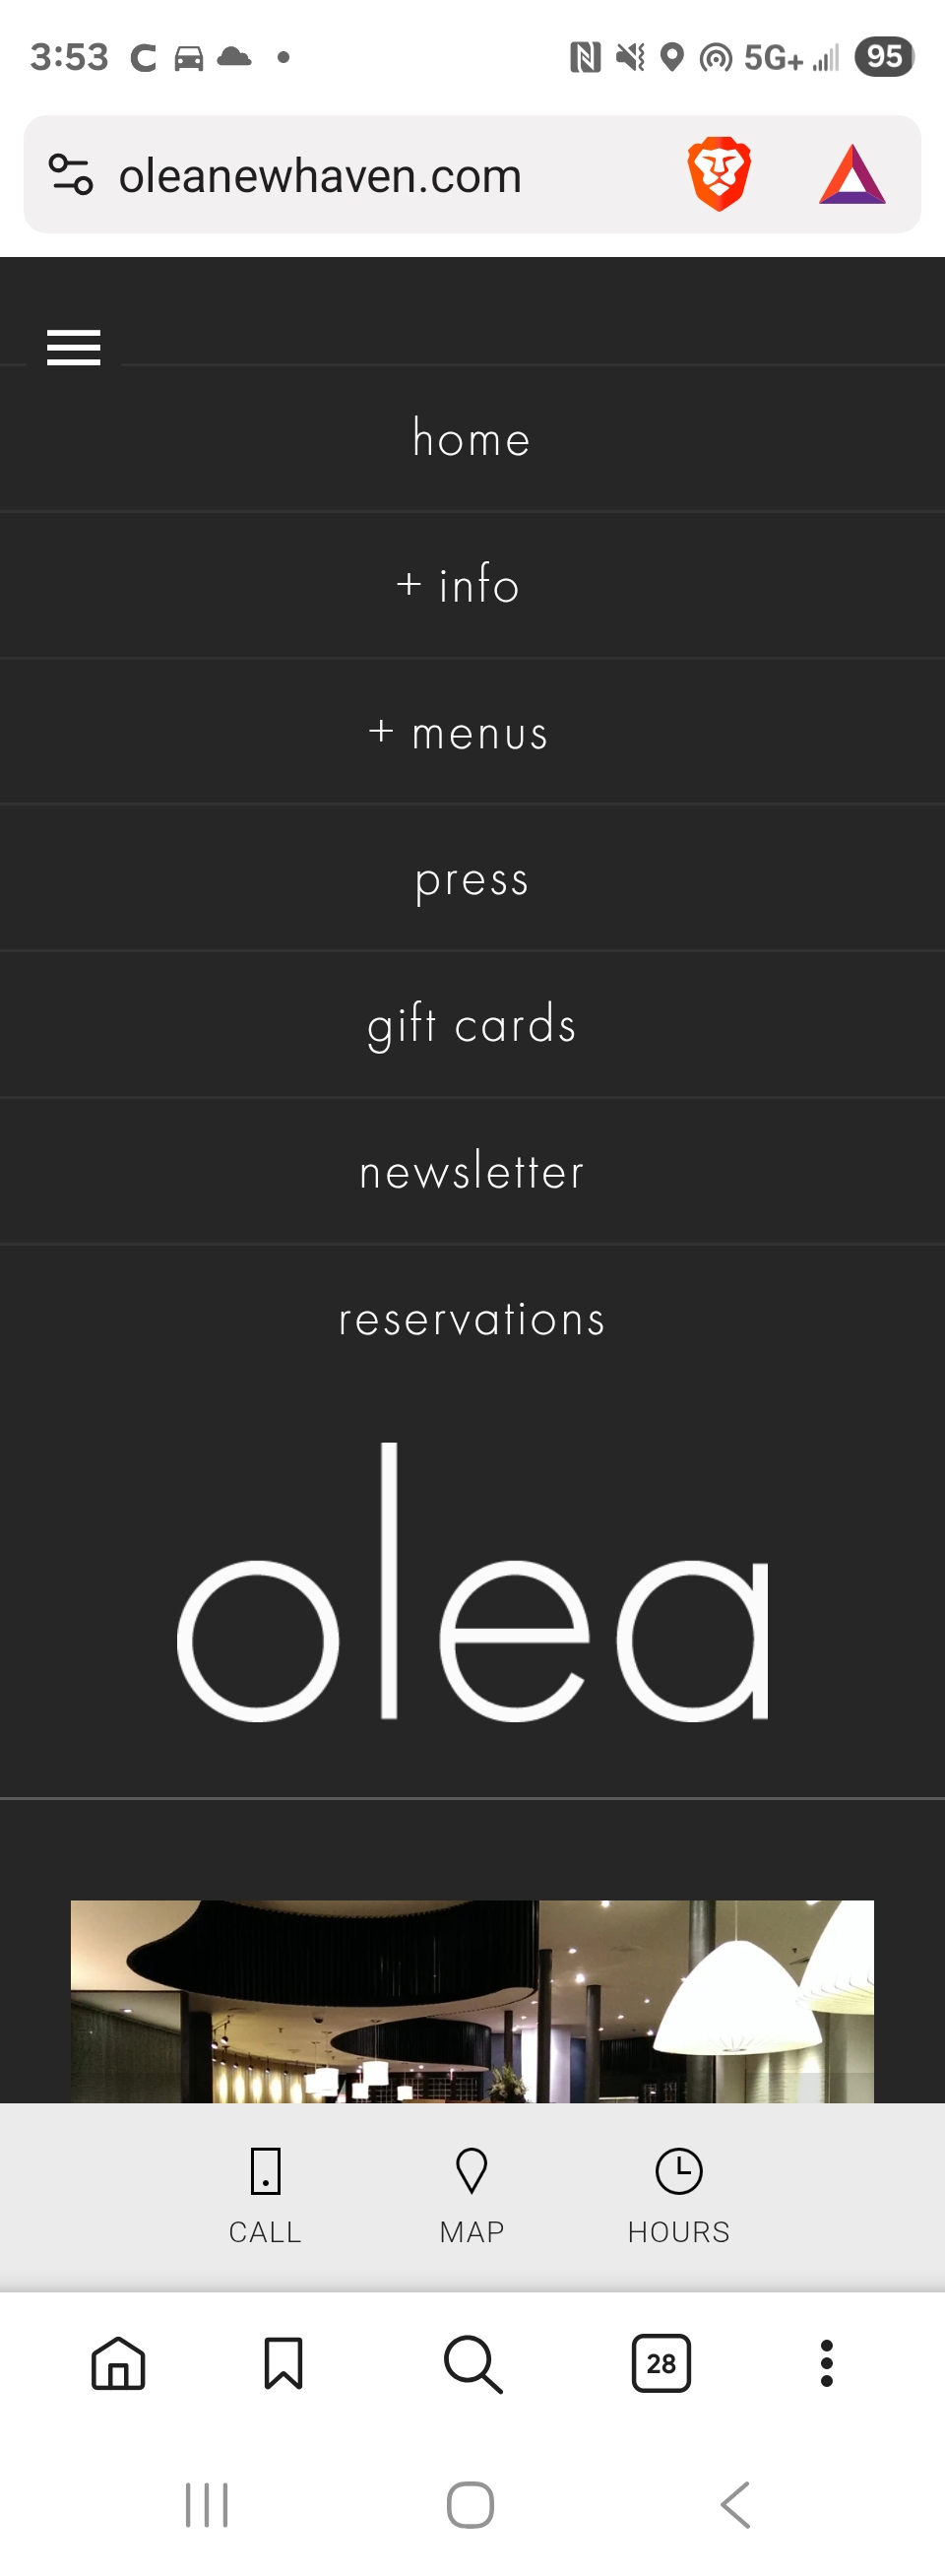 3:53 5G+ 95
oleanewhaven.com
home
+ info
+ menus
press
gift cards
newsletter
reservations
olea
CALL MAP HOURS
28